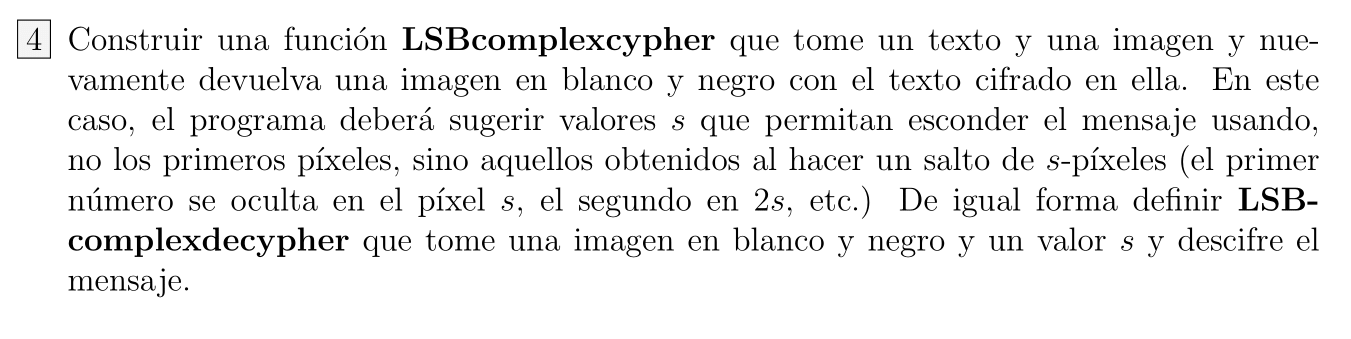 4 Construir una función LSBcomplexcypher que tome un texto y una imagen y nue-
vamente devuelva una imagen en blanco y negro con el texto cifrado en ella. En este
caso, el programa deberá sugerir valores s que permitan esconder el mensaje usando,
no los primeros píxeles, sino aquellos obtenidos al hacer un salto de s-píxeles (el primer
número se oculta en el píxel s, el segundo en 2s, etc.) De igual forma definir LSB-
complexdecypher que tome una imagen en blanco y negro y un valor s y descifre el
mensaje.